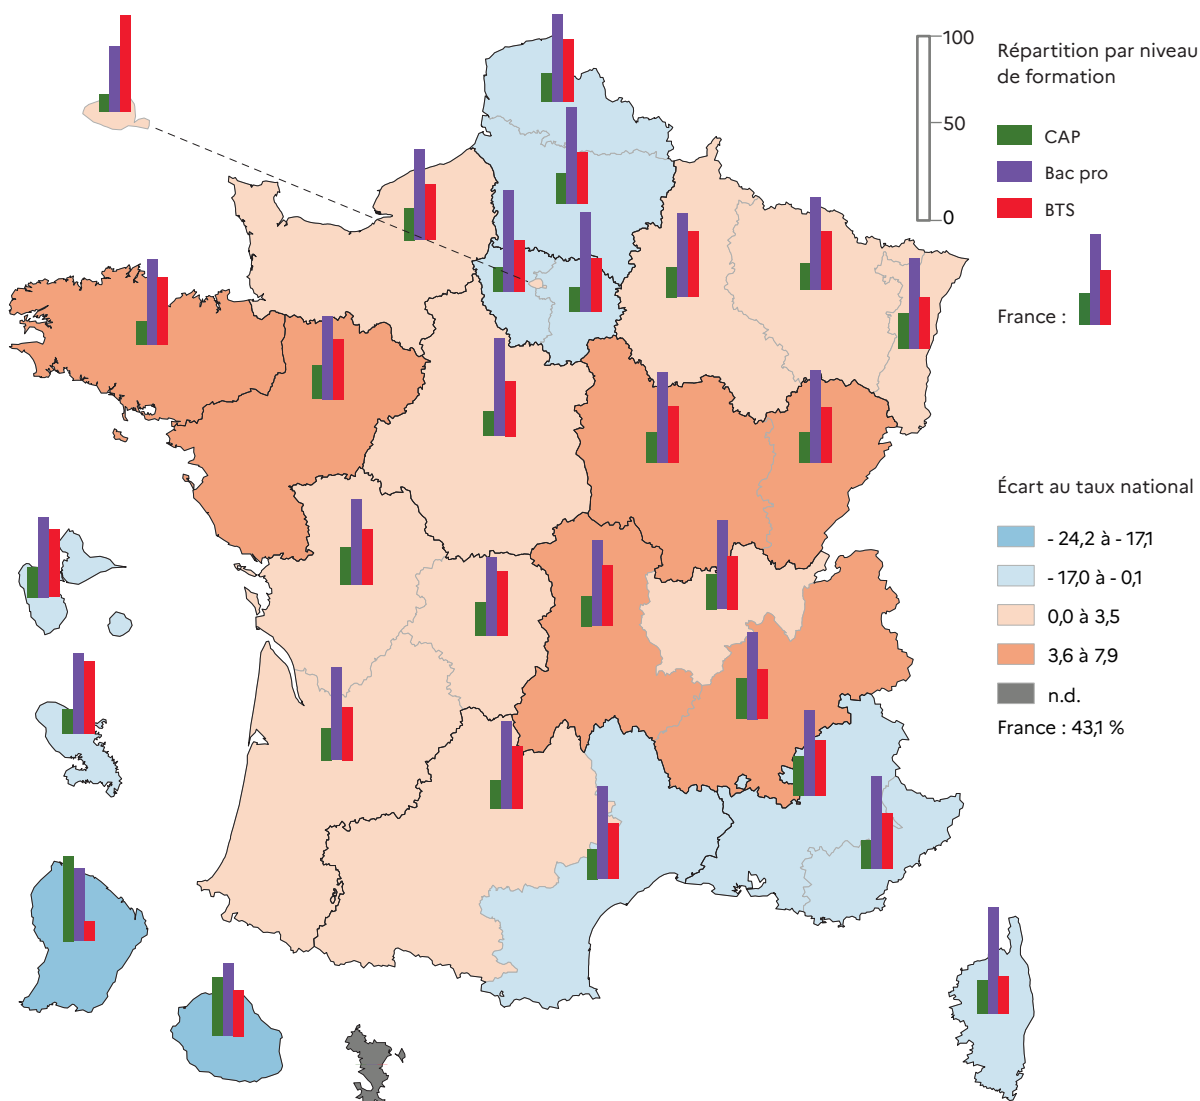 100
50
0
Répartition par niveau
de formation
CAP
Bac pro
BTS
France :
Écart au taux national
- 24,2 à - 17,1
- 17,0 à - 0,1
0,0 à 3,5
3,6 à 7,9
n.d.
France : 43,1 %